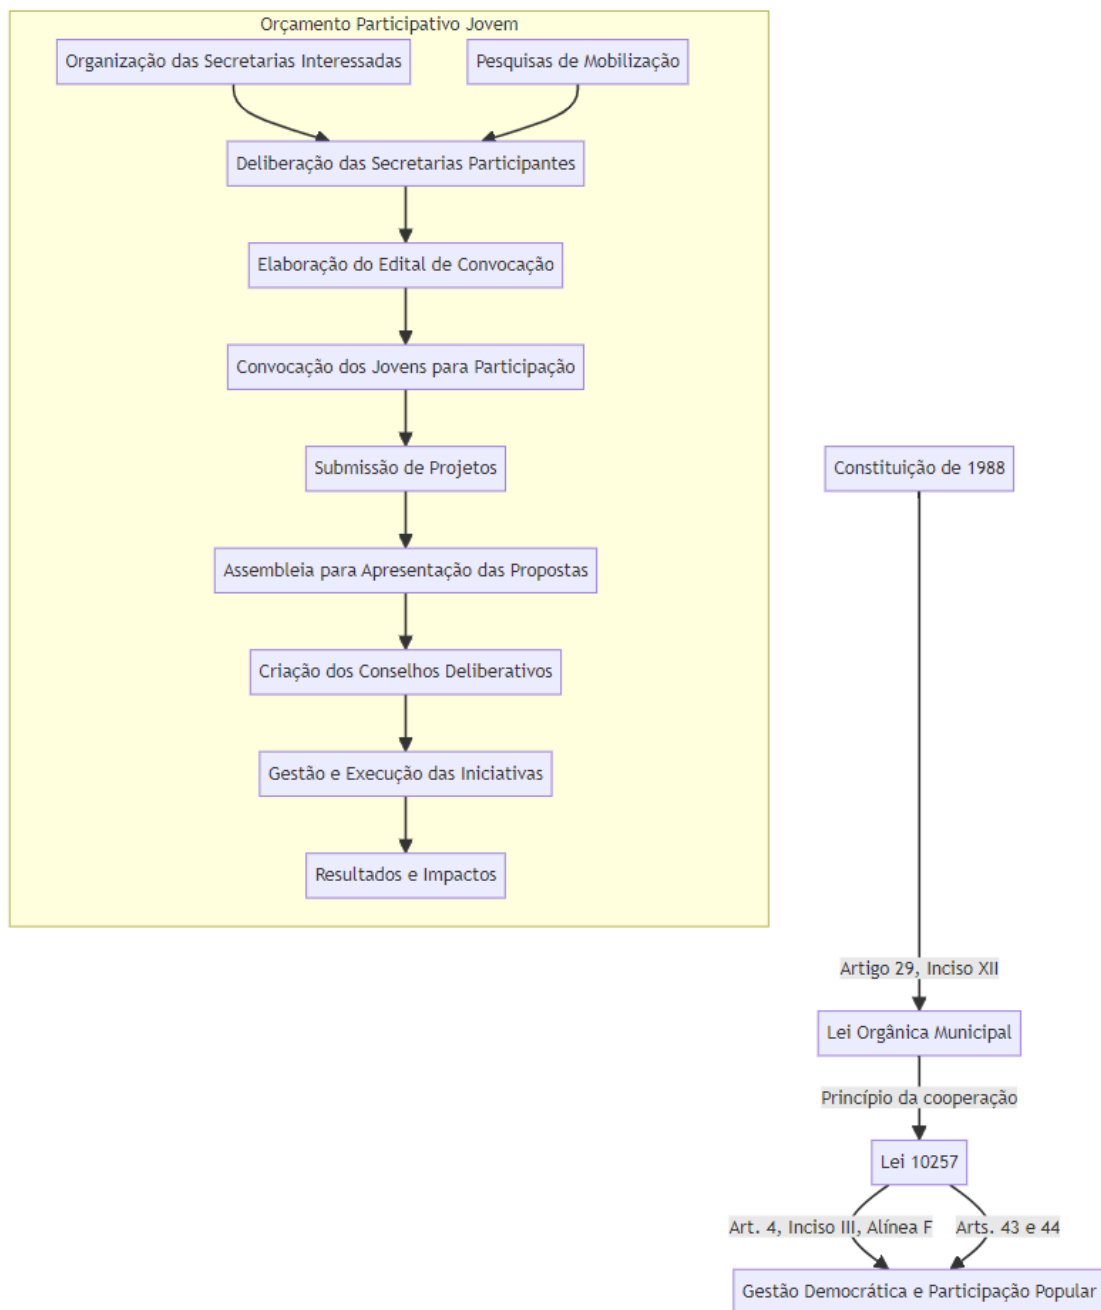 Orçamento Participativo Jovem
Organização das Secretarias Interessadas
Pesquisas de Mobilização
Deliberação das Secretarias Participantes
Elaboração do Edital de Convocação
Convocação dos Jovens para Participação
Submissão de Projetos
Assembleia para Apresentação das Propostas
Criação dos Conselhos Deliberativos
Gestão e Execução das Iniciativas
Resultados e Impactos
Constituição de 1988
Artigo 29, Inciso XII
Lei Orgânica Municipal
Princípio da cooperação
Lei 10257
Art. 4, Inciso III, Alínea F
Arts. 43 e 44
Gestão Democrática e Participação Popular